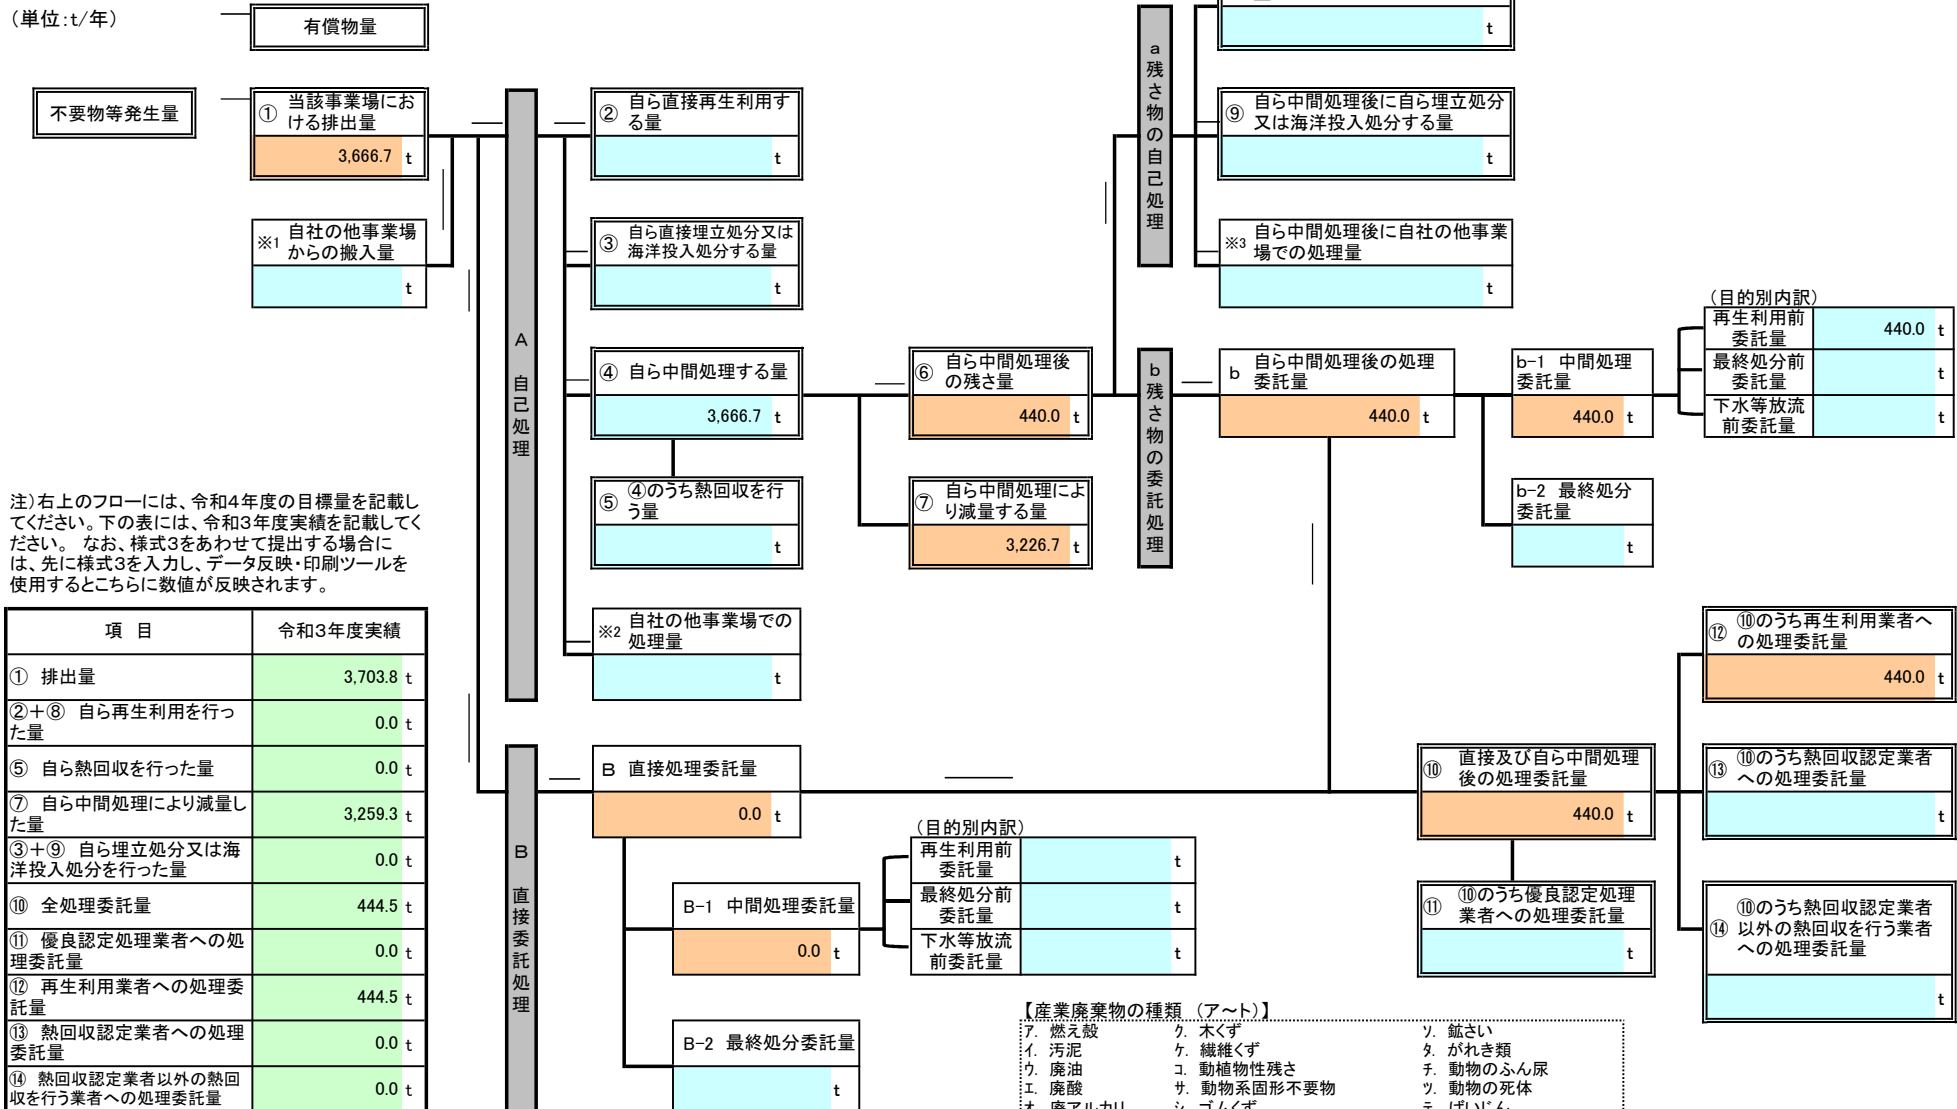 (単位:t/年)
有償物量
t
不要物等発生量
① 当該事業場にお
ける排出量
3,666.7 t
※1 自社の他事業場
からの搬入量
t
A 自己処理
② 自ら直接再生利用す
る量
t
③ 自ら直接埋立処分又は
海洋投入処分する量
t
④ 自ら中間処理する量
3,666.7 t
⑤ ④のうち熱回収を行
う量
t
※2 自社の他事業場での
処理量
t
⑥ 自ら中間処理後
の残さ量
440.0 t
⑦ 自ら中間処理によ
り減量する量
3,226.7 t
a 残さ物の自己処理
⑨ 自ら中間処理後に自ら埋立処分
又は海洋投入処分する量
t
※3 自ら中間処理後に自社の他事業
場での処理量
t
b 残さ物の委託処理
b 自ら中間処理後の処理
委託量
440.0 t
b-1 中間処理
委託量
440.0 t
(目的別内訳)
再生利用前
委託量
440.0 t
最終処分前
委託量
t
下水等放流
前委託量
t
b-2 最終処分
委託量
t
注)右上のフローには、令和4年度の目標量を記載し
てください。下の表には、令和3年度実績を記載してく
ださい。 なお、様式3をあわせて提出する場合に
は、先に様式3を入力し、データ反映・印刷ツールを
使用するとこちらに数値が反映されます。
項 目 令和3年度実績
① 排出量 3,703.8 t
②+⑧ 自ら再生利用を行っ
た量
0.0 t
⑤ 自ら熱回収を行った量 0.0 t
⑦ 自ら中間処理により減量し
た量
3,259.3 t
③+⑨ 自ら埋立処分又は海
洋投入処分を行った量
0.0 t
⑩ 全処理委託量 444.5 t
⑪ 優良認定処理業者への処
理委託量
0.0 t
⑫ 再生利用業者への処理委
託量
444.5 t
⑬ 熱回収認定業者への処理
委託量
0.0 t
⑭ 熱回収認定業者以外の熱回
収を行う業者への処理委託量
0.0 t
B 直接委託処理
B 直接処理委託量
0.0 t
B-1 中間処理委託量
0.0 t
(目的別内訳)
再生利用前
委託量
t
最終処分前
委託量
t
下水等放流
前委託量
t
B-2 最終処分委託量
t
⑩ 直接及び自ら中間処理
後の処理委託量
440.0 t
⑪ ⑩のうち優良認定処理
業者への処理委託量
t
⑫ ⑩のうち再生利用業者へ
の処理委託量
440.0 t
⑬ ⑩のうち熱回収認定業者
への処理委託量
t
⑭ ⑩のうち熱回収認定業者
以外の熱回収を行う業者
への処理委託量
t
【産業廃棄物の種類 (ア~ト)】
ア. 燃え殻 ク. 木くず ソ. 鉱さい
イ. 汚泥 ケ. 繊維くず タ. がれき類
ウ. 廃油 コ. 動植物性残さ チ. 動物のふん尿
エ. 廃酸 サ. 動物系固形不要物 ツ. 動物の死体
オ. 廃アルカリ シ. ゴムくず テ. ばいじん